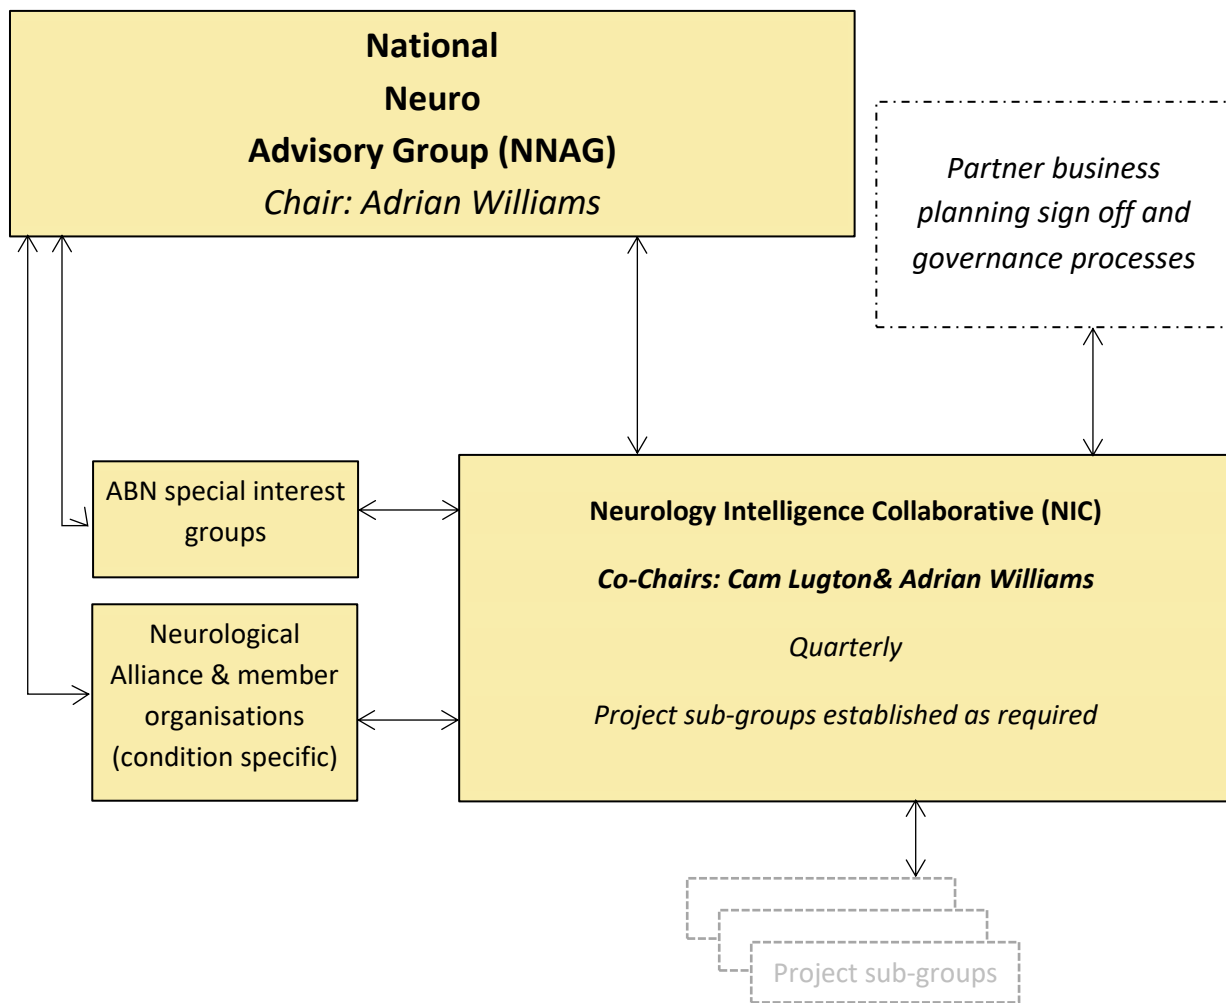 National
Neuro
Advisory Group (NNAG)
Chair: Adrian Williams
Partner business
planning sign off and
governance processes
ABN special interest
groups
Neurological
Alliance & member
organisations
(condition specific)
Neurology Intelligence Collaborative (NIC)
Co-Chairs: Cam Lugton& Adrian Williams
Quarterly
Project sub-groups established as required
Project sub-groups